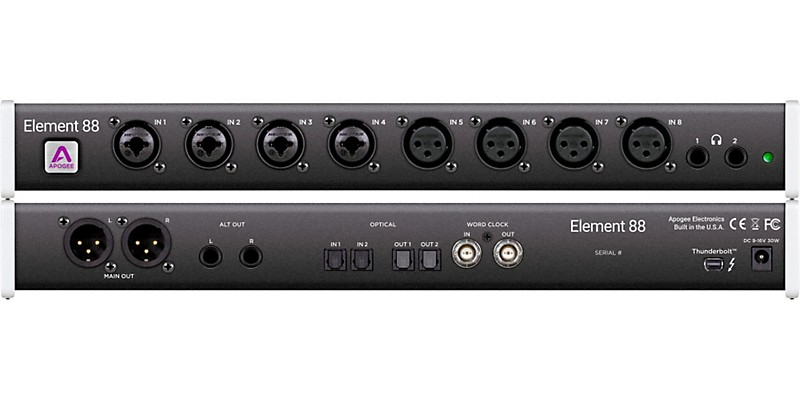 Element 88
APOGEE
IN 1
IN 2
IN 3
IN 4
IN 5
IN 6
IN 7
IN 8
1
2
L
R
MAIN OUT
ALT OUT
L
R
OPTICAL
IN 1
IN 2
OUT 1
OUT 2
WORD CLOCK
IN
OUT
Element 88
SERIAL #
Apogee Electronics
Built in the U.S.A.
CE FC
DC 9-16V 30W
Thunderbolt™